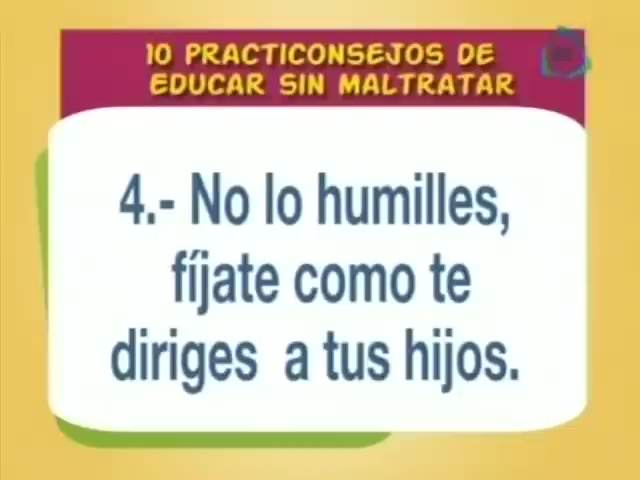 10 PRACTICONSEJOS DE
EDUCAR SIN MALTRATAR
4.- No lo humilles,
fíjate como te
diriges a tus hijos.